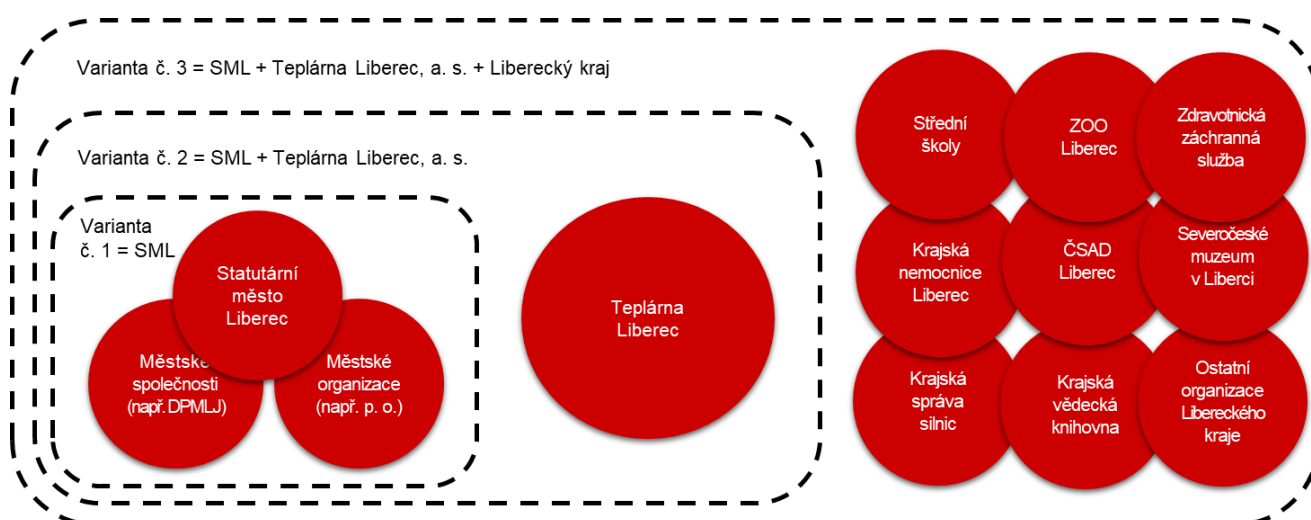 Varianta č. 3 = SML + Teplárna Liberec, a. s. + Liberecký kraj
Varianta č. 2 = SML + Teplárna Liberec, a. s.
Varianta
č. 1 = SML
Statutární
město
Liberec
Městské
společnosti
(např. DPMLJ)
Městské
organizace
(např. p. o.)
Teplárna
Liberec
Střední
školy
ZOO
Liberec
Zdravotnická
záchranná
služba
Krajská
nemocnice
Liberec
ČSAD
Liberec
Severočeské
muzeum
v Liberci
Krajská
správa
silnic
Krajská
vědecká
knihovna
Ostatní
organizace
Libereckého
kraje